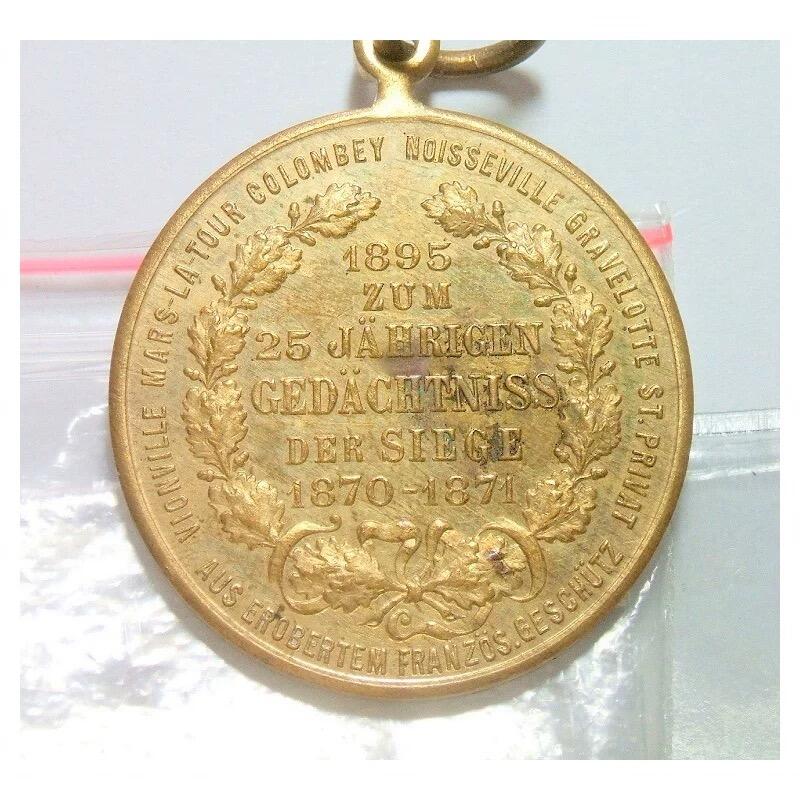 VIONVILLE MARS-LA-TOUR COLOMBEY NOISSEVILLE GRAVELOTTE ST. PRIVAT
1895
ZUM
25 JÄHRIGEN
GEDÄCHTNISS
DER SIEGE
1870-1871
AUS EROBERTEM FRANZÖS. GESCHÜTZ